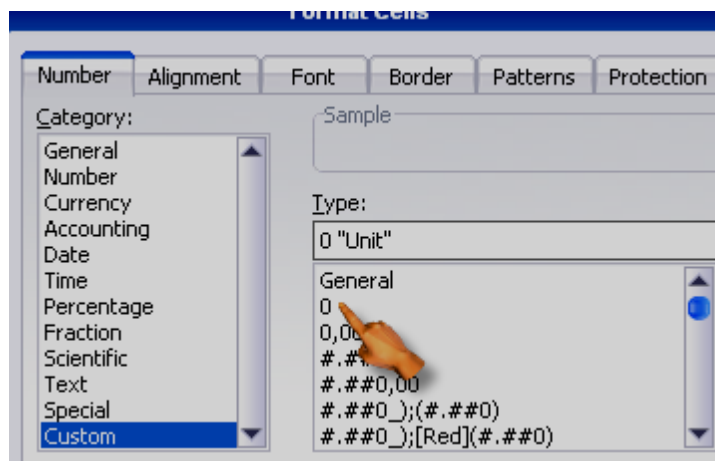 Format Cells
Number Alignment Font Border Patterns Protection
Category:
General
Number
Currency
Accounting
Date
Time
Percentage
Fraction
Scientific
Text
Special
Custom
Sample
Type:
0 "Unit"
General
0
#.##0,00
#.##0_);(#.##0)
#.##0_);[Red](#.##0)